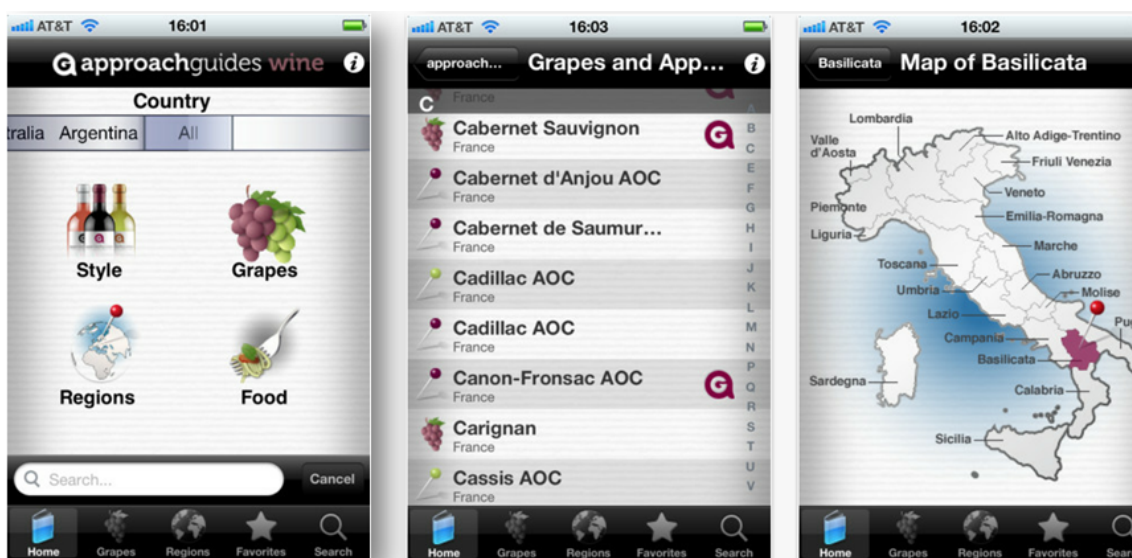 AT&T 16:01
approachguides wine
Country
tralia Argentina All
Style
Grapes
Regions
Food
Search...
Cancel
Home Grapes Regions Favorites Search
AT&T 16:03
approach... Grapes and App...
France
C
Cabernet Sauvignon
France
Cabernet d'Anjou AOC
France
Cabernet de Saumur...
France
Cadillac AOC
France
Cadillac AOC
France
Canon-Fronsac AOC
France
Carignan
France
Cassis AOC
France
A
B
C
E
F
G
H
I
J
K
L
M
N
P
Q
R
S
T
U
V
Home Grapes Regions Favorites Search
AT&T 16:02
Basilicata Map of Basilicata
Lombardia
Valle
d'Aosta
Alto Adige-Trentino
Friuli Venezia
Veneto
Piemonte
Emilia-Romagna
Liguria
Marche
Toscana
Abruzzo
Umbria
Molise
Lazio
Pug
Campania
Basilicata
Sardegna
Calabria
Sicilia
Home Grapes Regions Favorites Sear